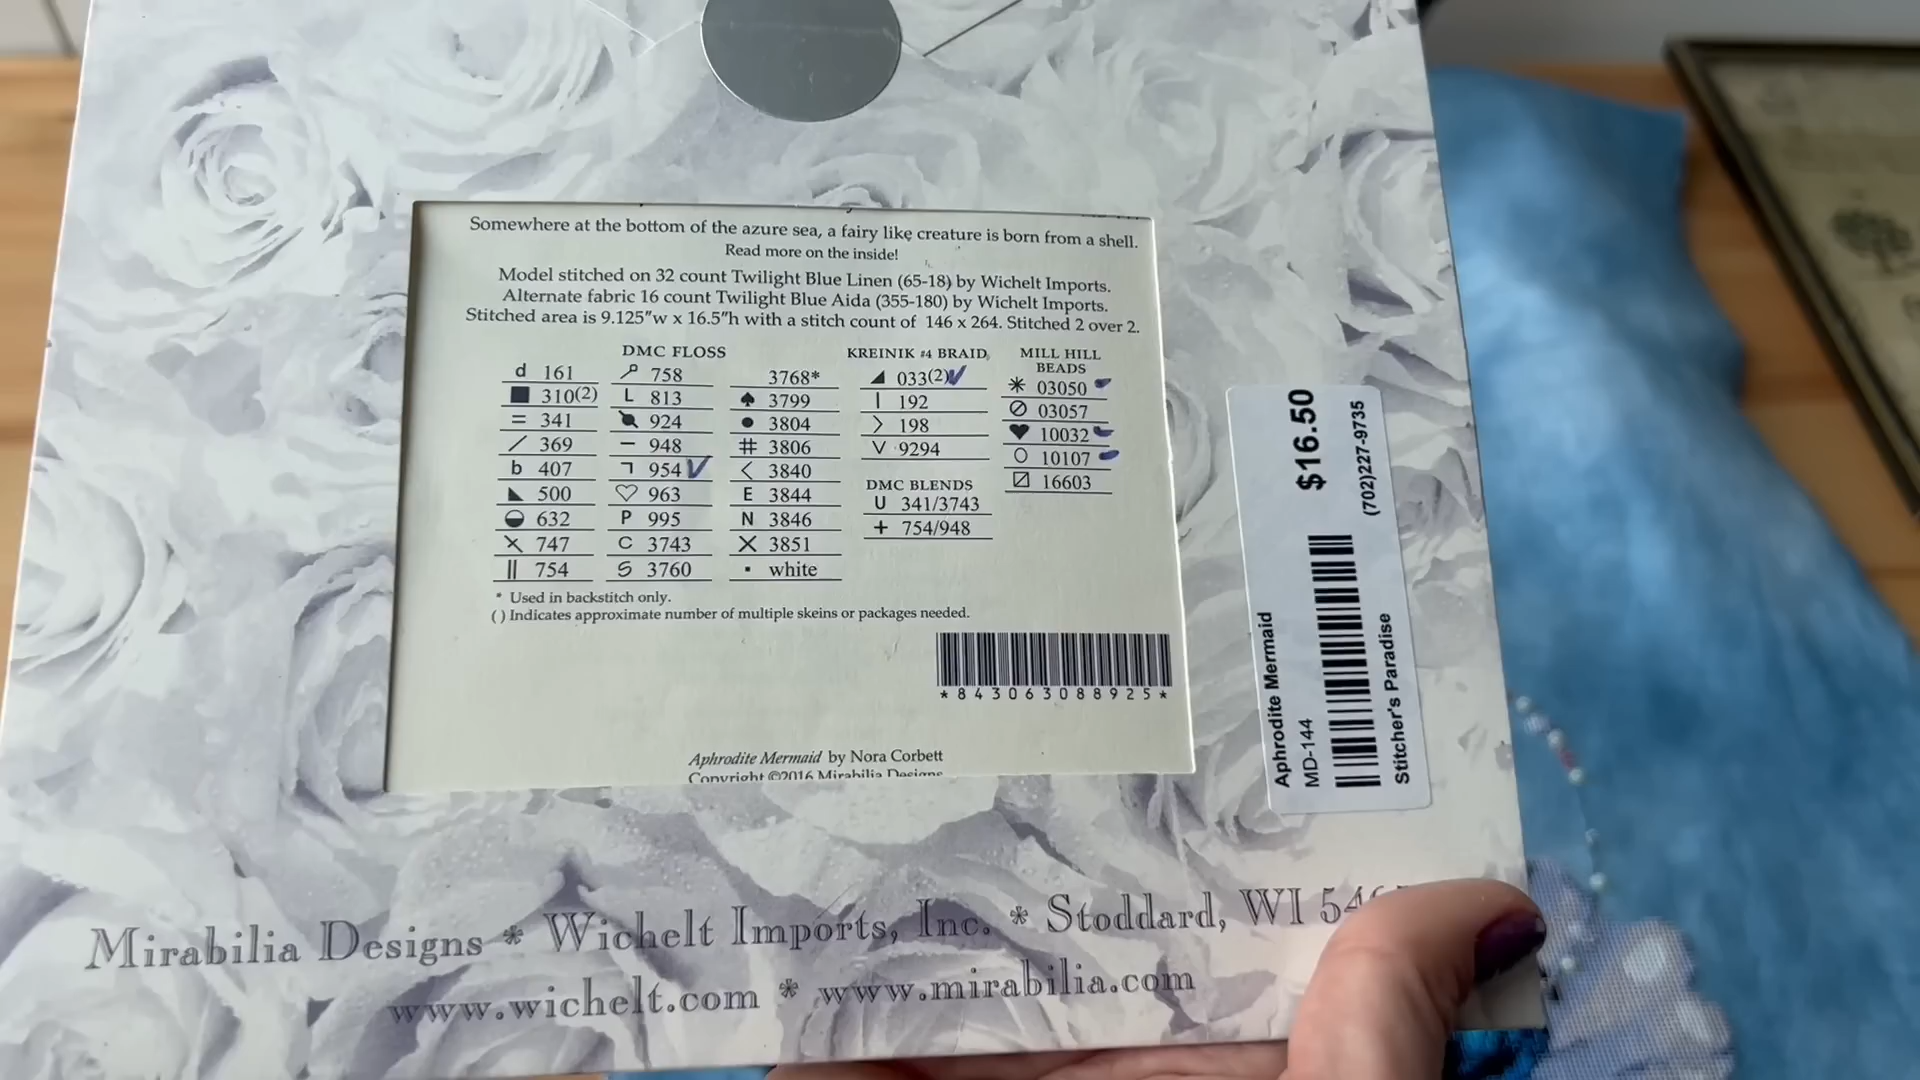 Somewhere at the bottom of the azure sea, a fairy like creature is born from a shell.
Read more on the inside!
Model stitched on 32 count Twilight Blue Linen (65-18) by Wichelt Imports.
Alternate fabric 16 count Twilight Blue Aida (355-180) by Wichelt Imports.
Stitched area is 9.125"w x 16.5"h with a stitch count of 146 x 264. Stitched 2 over 2.
DMC FLOSS
d 161
■ 310(2)
= 341
/ 369
b 407
◣ 500
632
747
|| 754
758
L 813
924
− 948
¬ 954 ✓
♡ 963
P 995
C 3743
S 3760
3768*
♠ 3799
● 3804
# 3806
< 3840
E 3844
N 3846
X 3851
▪ white
KREINIK #4 BRAID
◢ 033(2) ✓
| 192
> 198
V 9294
DMC BLENDS
U 341/3743
+ 754/948
MILL HILL
BEADS
✳ 03050
⊘ 03057
♥ 10032
O 10107
⍁ 16603
* Used in backstitch only.
( ) Indicates approximate number of multiple skeins or packages needed.
*843063088925*
Aphrodite Mermaid by Nora Corbett
Copyright ©2016 Mirabilia Designs
$16.50
(702)227-9735
Aphrodite Mermaid
MD-144
Stitcher's Paradise
Mirabilia Designs * Wichelt Imports, Inc. * Stoddard, WI
www.wichelt.com * www.mirabilia.com